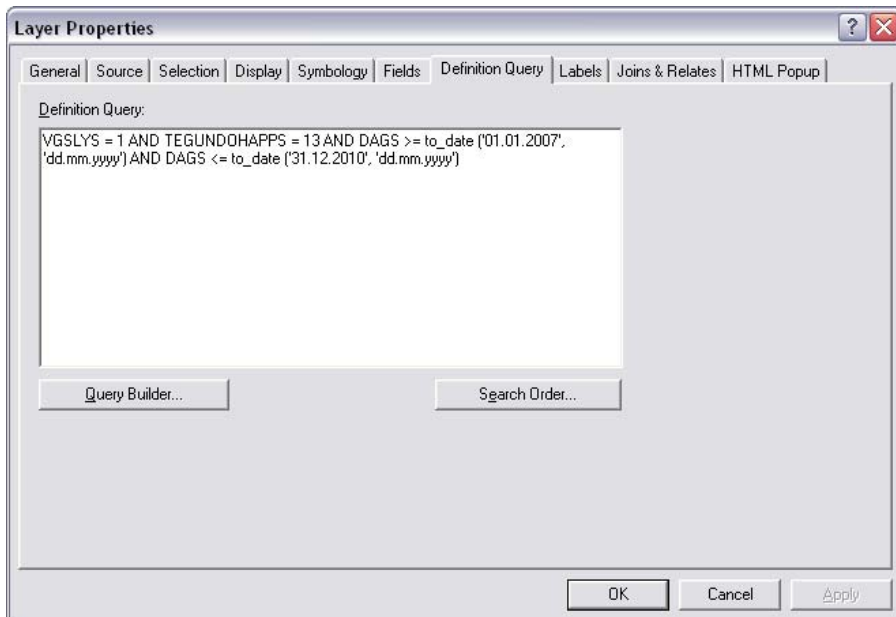 Layer Properties
General Source Selection Display Symbology Fields Definition Query Labels Joins & Relates HTML Popup
Definition Query:
VGSLYS = 1 AND TEGUNDOHAPPS = 13 AND DAGS >= to_date ('01.01.2007',
'dd.mm.yyyy') AND DAGS <= to_date ('31.12.2010', 'dd.mm.yyyy')
Query Builder... Search Order...
OK Cancel Apply